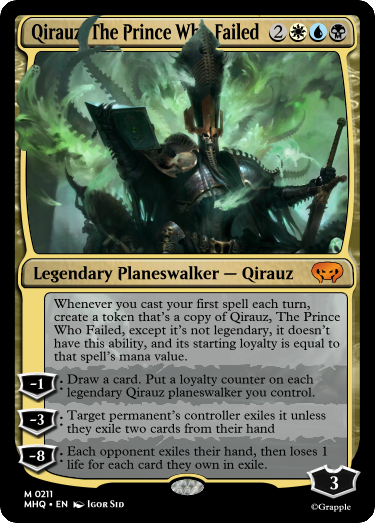 Qirauz, The Prince Who Failed 2
Legendary Planeswalker — Qirauz
Whenever you cast your first spell each turn,
create a token that's a copy of Qirauz, The Prince
Who Failed, except it's not legendary, it doesn't
have this ability, and its starting loyalty is equal to
that spell's mana value.
-1: Draw a card. Put a loyalty counter on each
legendary Qirauz planeswalker you control.
-3: Target permanent's controller exiles it unless
they exile two cards from their hand
-8: Each opponent exiles their hand, then loses 1
life for each card they own in exile.
3
M 0211
MHQ • EN Igor Sid
©Grapple